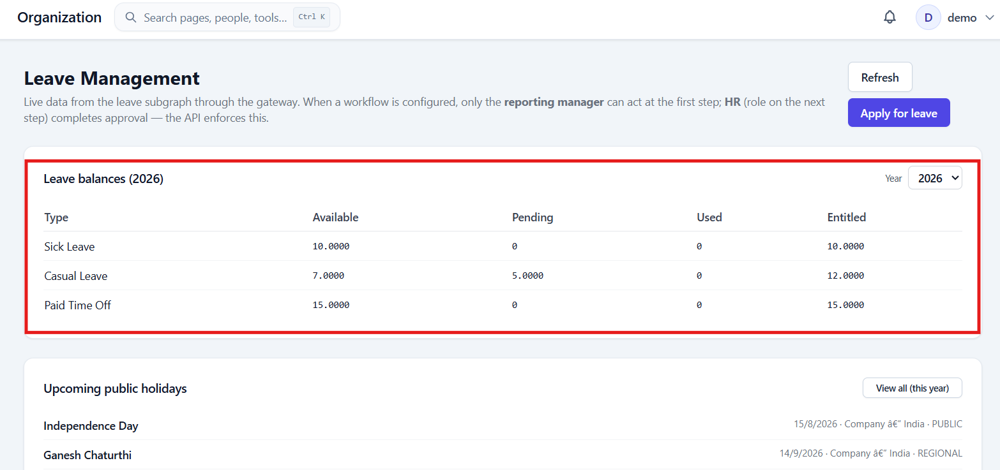 Organization
Search pages, people, tools...
Ctrl K
D
demo
Leave Management
Refresh
Live data from the leave subgraph through the gateway. When a workflow is configured, only the reporting manager can act at the first step; HR (role on the next
step) completes approval — the API enforces this.
Apply for leave
Leave balances (2026)
Year
2026
Type Available Pending Used Entitled
Sick Leave 10.0000 0 0 10.0000
Casual Leave 7.0000 5.0000 0 12.0000
Paid Time Off 15.0000 0 0 15.0000
Upcoming public holidays
View all (this year)
Independence Day
15/8/2026 · Company â€” India · PUBLIC
Ganesh Chaturthi
14/9/2026 · Company â€” India · REGIONAL